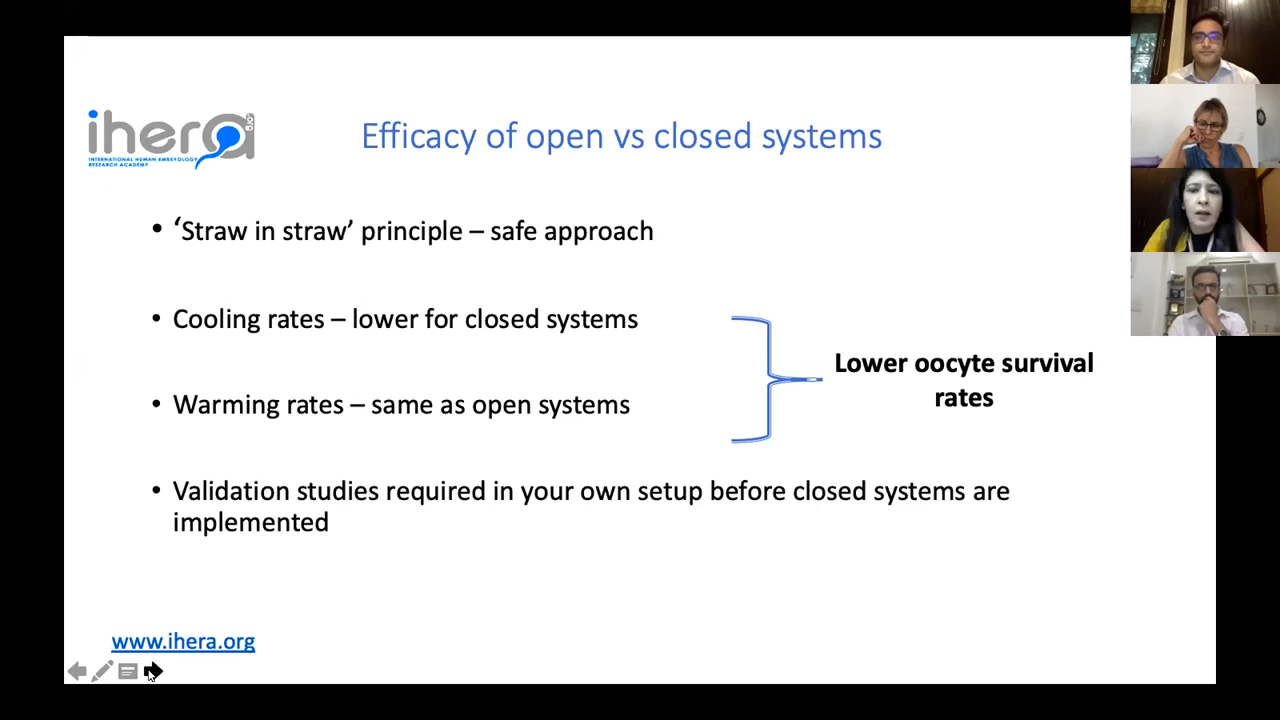 ihera
.org
INTERNATIONAL HUMAN EMBRYOLOGY
RESEARCH ACADEMY
Efficacy of open vs closed systems
• ‘Straw in straw’ principle – safe approach
• Cooling rates – lower for closed systems
• Warming rates – same as open systems
Lower oocyte survival
rates
• Validation studies required in your own setup before closed systems are
implemented
www.ihera.org